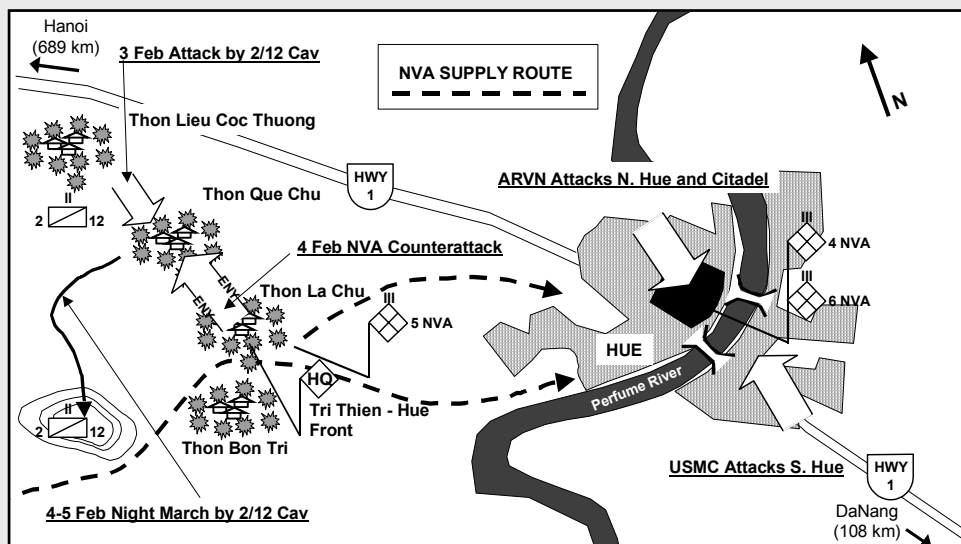 Hanoi
(689 km)
3 Feb Attack by 2/12 Cav
NVA SUPPLY ROUTE
N
Thon Lieu Coc Thuong
HWY
1
ARVN Attacks N. Hue and Citadel
Thon Que Chu
II
2 12
III
4 NVA
4 Feb NVA Counterattack
ENY
ENY
Thon La Chu
III
5 NVA
III
6 NVA
HUE
HQ
Tri Thien - Hue
Front
Perfume River
II
2 12
Thon Bon Tri
USMC Attacks S. Hue
HWY
1
4-5 Feb Night March by 2/12 Cav
DaNang
(108 km)